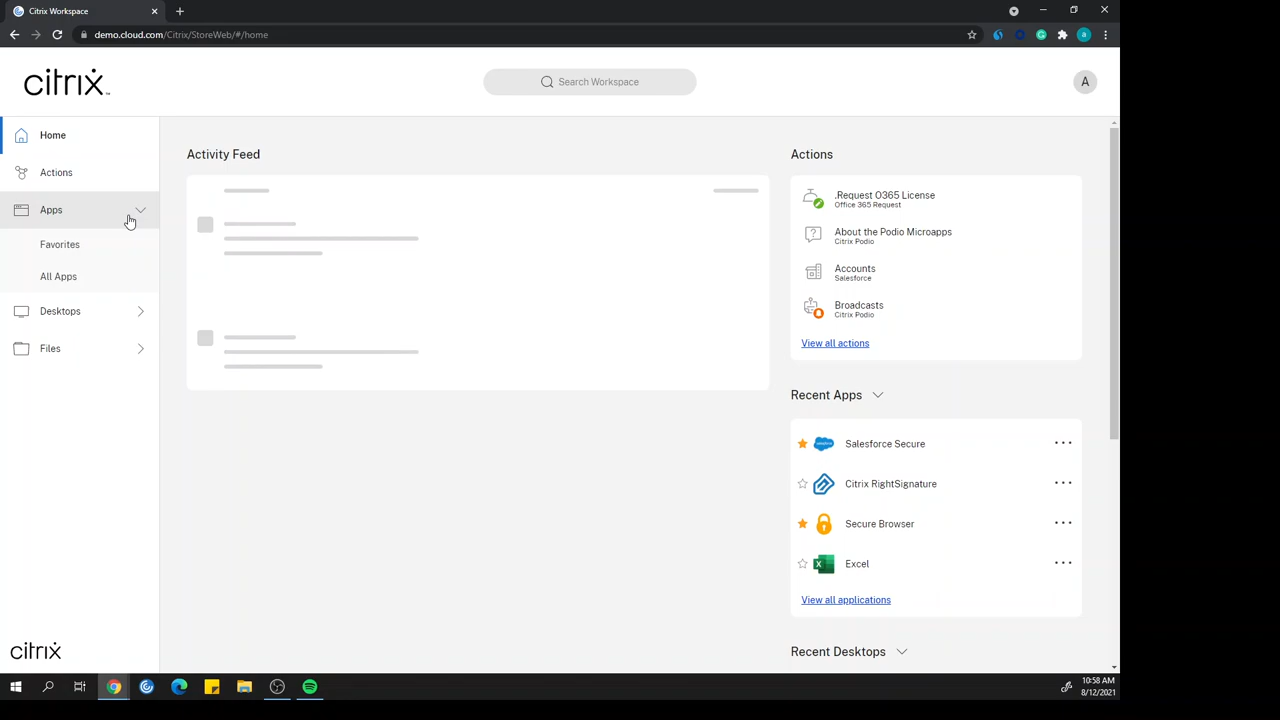 Citrix Workspace
demo.cloud.com/Citrix/StoreWeb/#/home
a
citrix
Search Workspace
A
Home
Actions
Apps
Favorites
All Apps
Desktops
Files
citrix
Activity Feed
Actions
.Request O365 License
Office 365 Request
About the Podio Microapps
Citrix Podio
Accounts
Salesforce
Broadcasts
Citrix Podio
View all actions
Recent Apps
Salesforce Secure
Citrix RightSignature
Secure Browser
Excel
View all applications
Recent Desktops
10:58 AM
8/12/2021